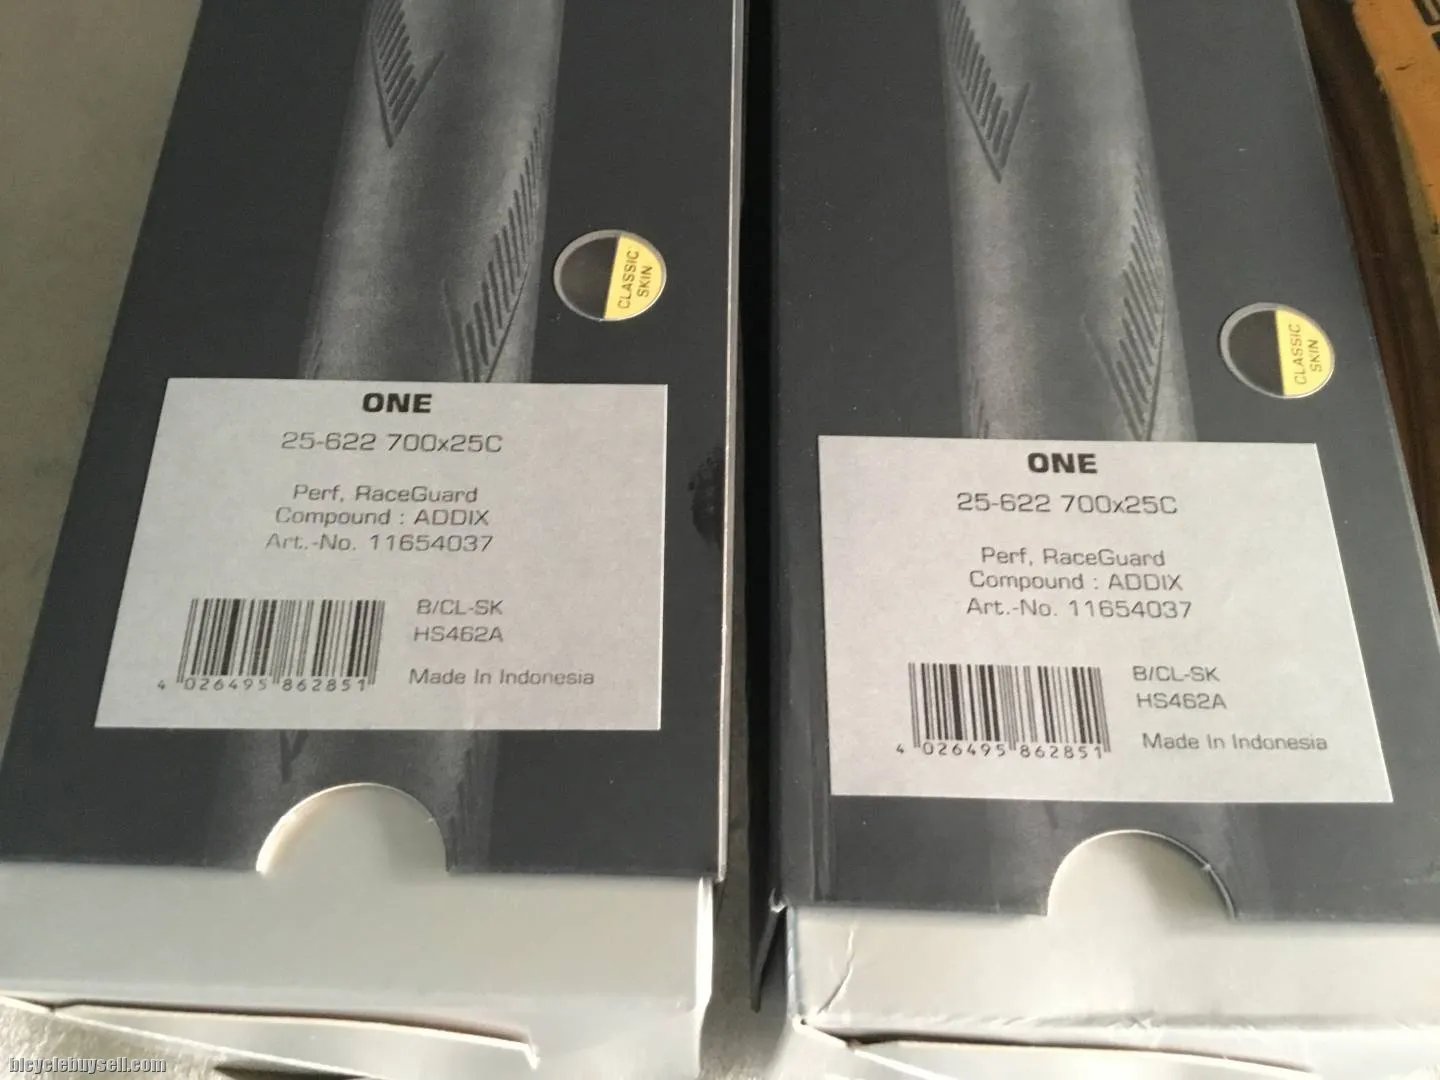 CLASSIC
SKIN
ONE
25-622 700x25C
Perf, RaceGuard
Compound : ADDIX
Art.-No. 11654037
B/CL-SK
HS462A
Made In Indonesia
4 026495 862851
CLASSIC
SKIN
ONE
25-622 700x25C
Perf, RaceGuard
Compound : ADDIX
Art.-No. 11654037
B/CL-SK
HS462A
Made In Indonesia
4 026495 862851
bicyclebuysell.com